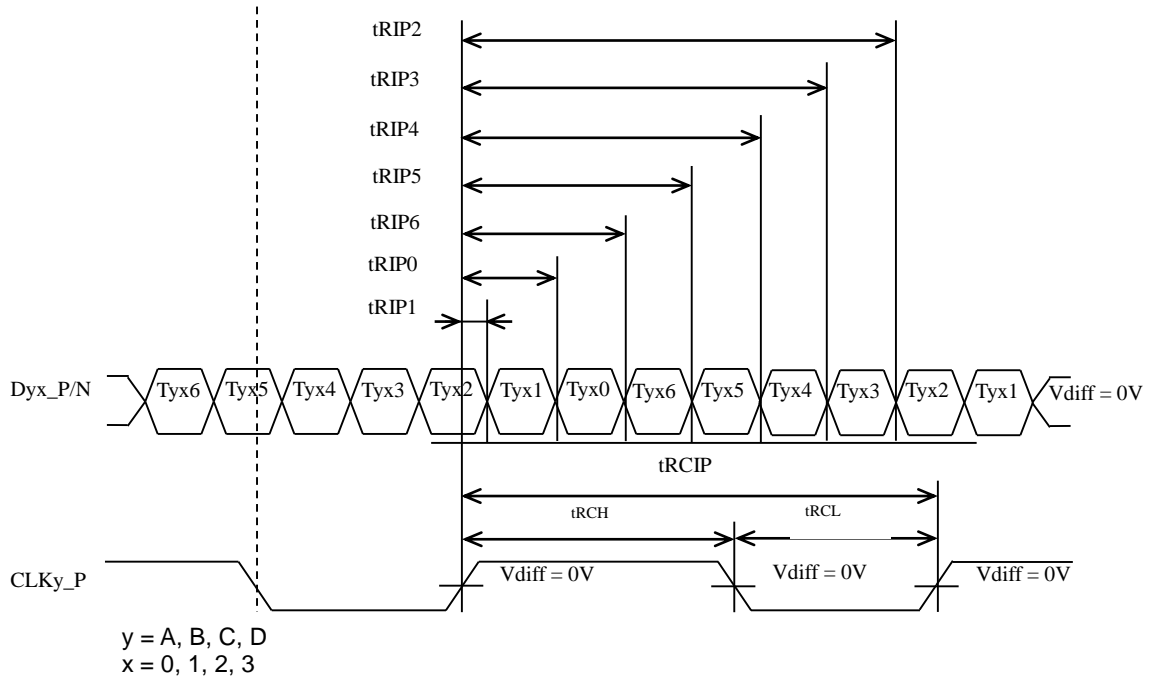 tRIP2
tRIP3
tRIP4
tRIP5
tRIP6
tRIP0
tRIP1
Dyx_P/N Tyx6 Tyx5 Tyx4 Tyx3 Tyx2 Tyx1 Tyx0 Tyx6 Tyx5 Tyx4 Tyx3 Tyx2 Tyx1 Vdiff = 0V
tRCIP
tRCH tRCL
CLKy_P Vdiff = 0V Vdiff = 0V Vdiff = 0V
y = A, B, C, D
x = 0, 1, 2, 3